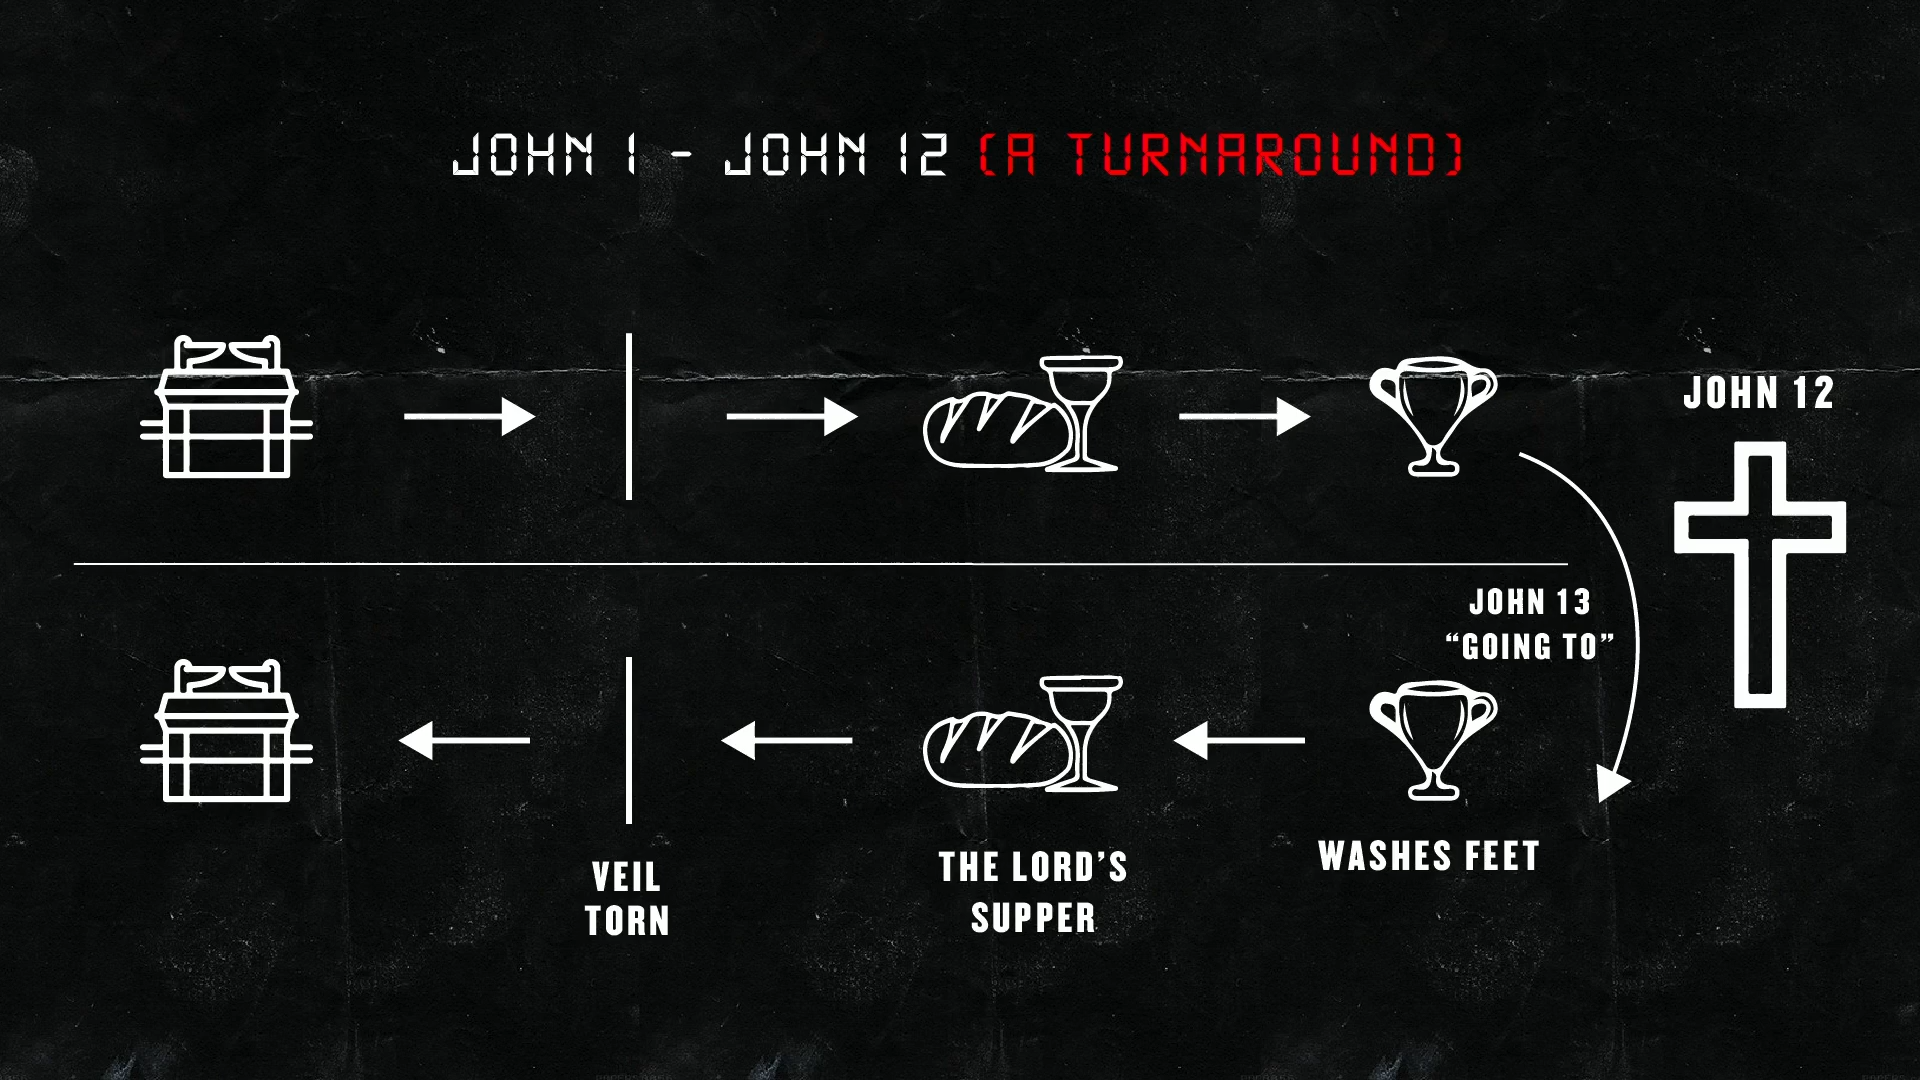 JOHN 1 - JOHN 12 (A TURNAROUND)
JOHN 12
JOHN 13
“GOING TO”
WASHES FEET
THE LORD’S
SUPPER
VEIL
TORN